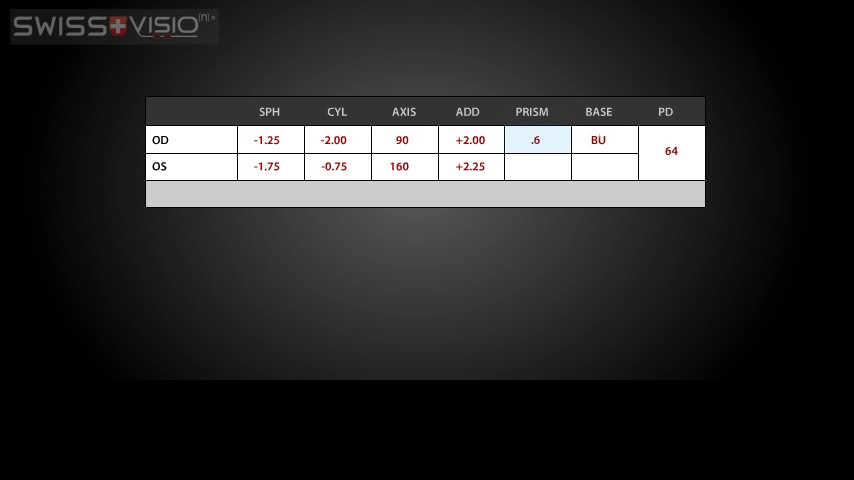 SWISS VISIO
SPH CYL AXIS ADD PRISM BASE PD
OD -1.25 -2.00 90 +2.00 .6 BU 64
OS -1.75 -0.75 160 +2.25